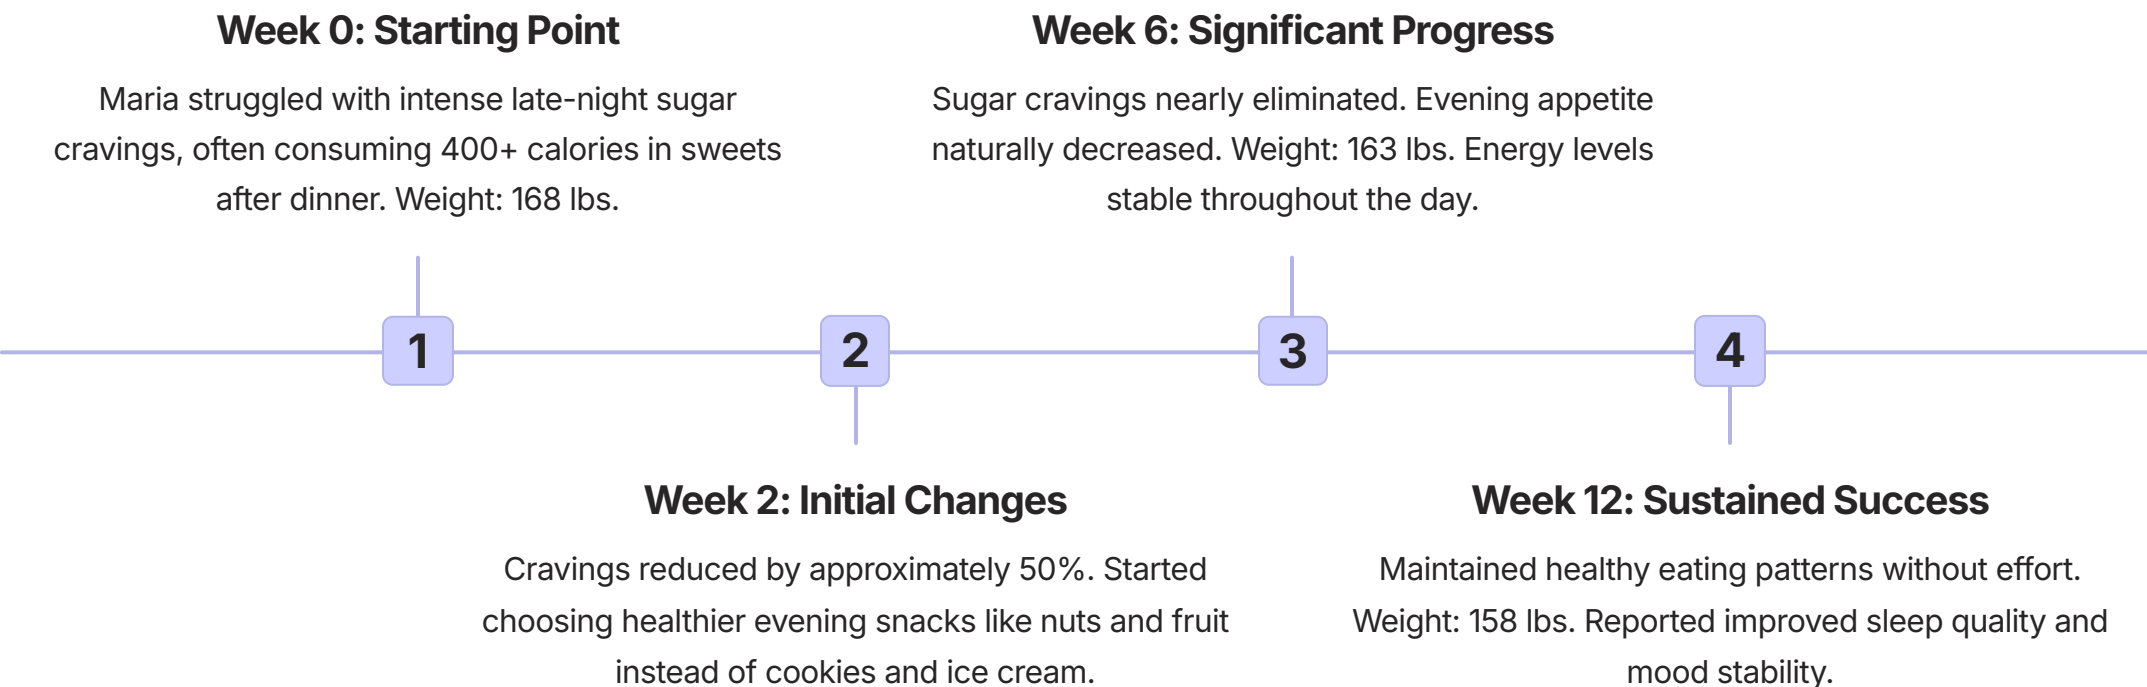 Week 0: Starting Point
Maria struggled with intense late-night sugar
cravings, often consuming 400+ calories in sweets
after dinner. Weight: 168 lbs.
1
Week 2: Initial Changes
Cravings reduced by approximately 50%. Started
choosing healthier evening snacks like nuts and fruit
instead of cookies and ice cream.
2
Week 6: Significant Progress
Sugar cravings nearly eliminated. Evening appetite
naturally decreased. Weight: 163 lbs. Energy levels
stable throughout the day.
3
Week 12: Sustained Success
Maintained healthy eating patterns without effort.
Weight: 158 lbs. Reported improved sleep quality and
mood stability.
4